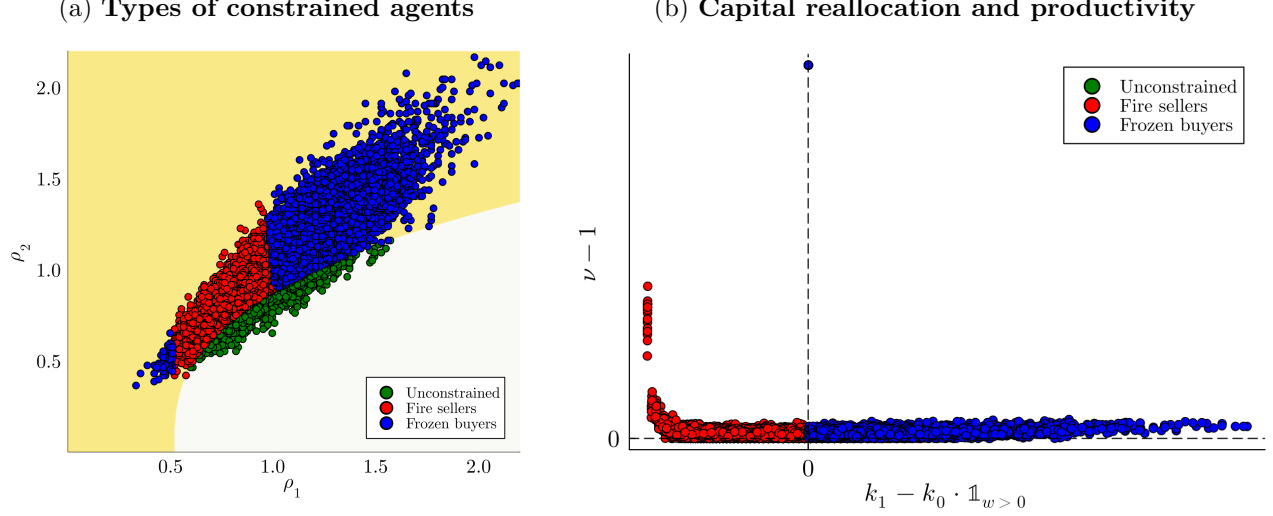 (a) Types of constrained agents
2.0
1.5
1.0
0.5
ρ₂
0.5 1.0 1.5 2.0
ρ₁
Unconstrained
Fire sellers
Frozen buyers
(b) Capital reallocation and productivity
ν − 1
0
0
k₁ − k₀ · 𝟙_{w > 0}
Unconstrained
Fire sellers
Frozen buyers